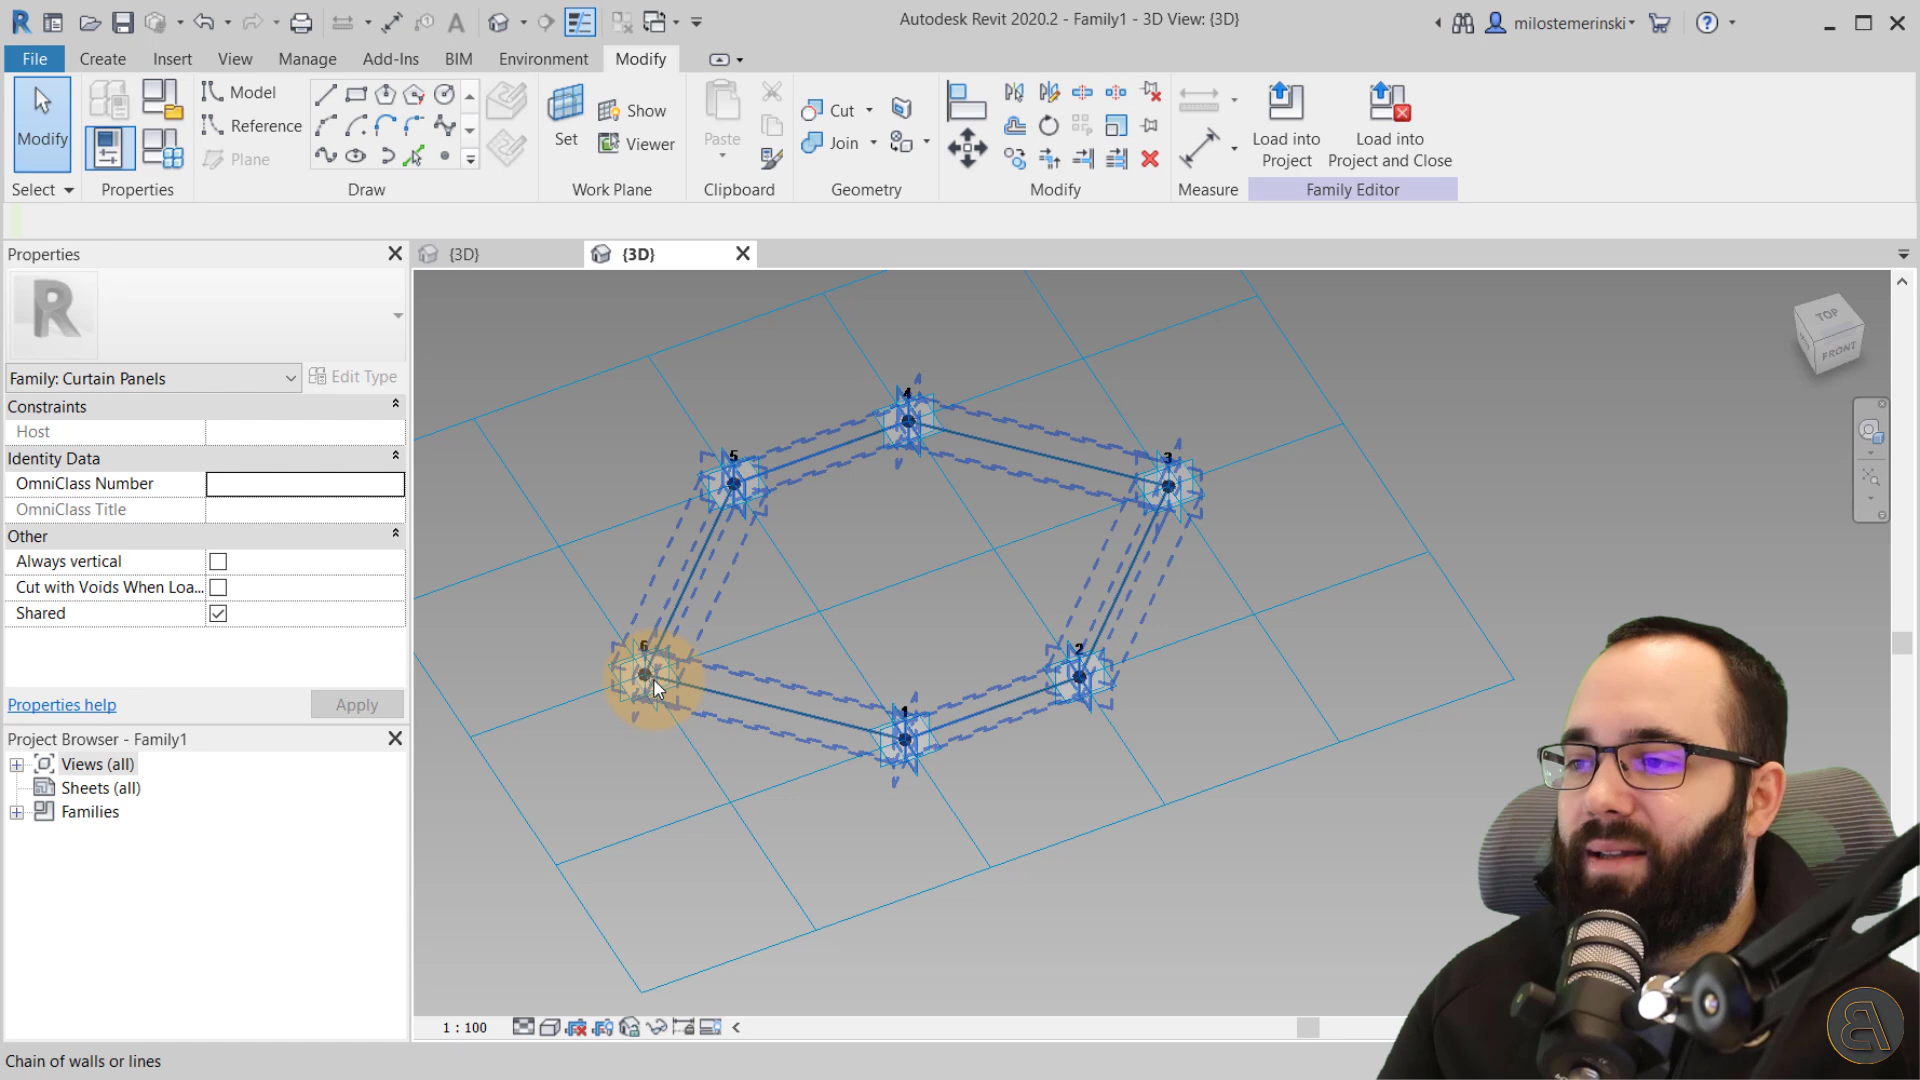 Autodesk Revit 2020.2 - Family1 - 3D View: {3D}
milostemerinski
File Create Insert View Manage Add-Ins BIM Environment Modify
Modify
Model
Reference
Plane
Set
Show
Viewer
Paste
Cut
Join
Load into Project
Load into Project and Close
Select Properties Draw Work Plane Clipboard Geometry Modify Measure Family Editor
Properties
{3D}
{3D}
R
Family: Curtain Panels
Edit Type
Constraints
Host
Identity Data
OmniClass Number
OmniClass Title
Other
Always vertical
Cut with Voids When Loa...
Shared
Properties help
Apply
Project Browser - Family1
Views (all)
Sheets (all)
Families
4
5
3
6
2
1
TOP
FRONT
1 : 100
Chain of walls or lines